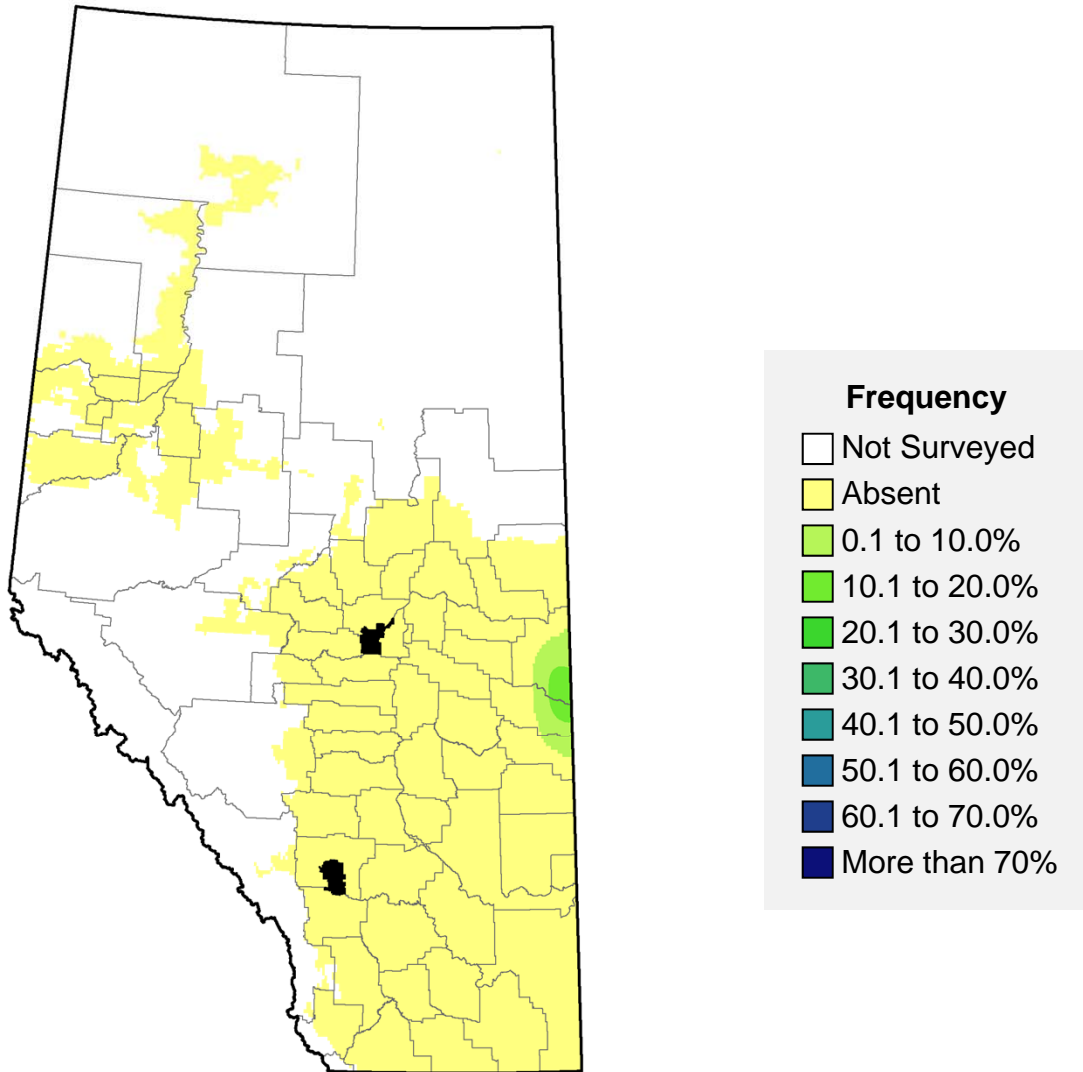 Frequency
Not Surveyed
Absent
0.1 to 10.0%
10.1 to 20.0%
20.1 to 30.0%
30.1 to 40.0%
40.1 to 50.0%
50.1 to 60.0%
60.1 to 70.0%
More than 70%